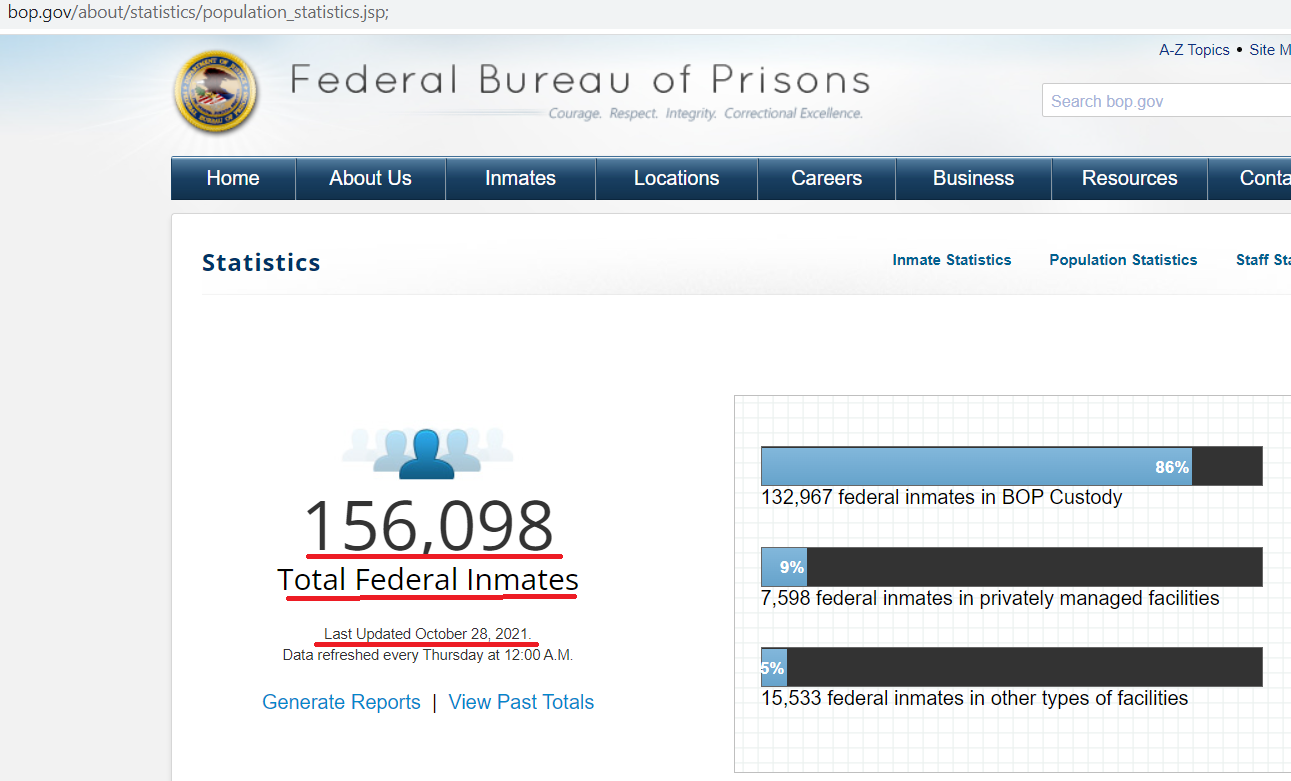 bop.gov/about/statistics/population_statistics.jsp;
A-Z Topics • Site M
Federal Bureau of Prisons
Courage. Respect. Integrity. Correctional Excellence.
Search bop.gov
Home About Us Inmates Locations Careers Business Resources Conta
Statistics
Inmate Statistics Population Statistics Staff Sta
156,098
Total Federal Inmates
Last Updated October 28, 2021.
Data refreshed every Thursday at 12:00 A.M.
Generate Reports | View Past Totals
86%
132,967 federal inmates in BOP Custody
9%
7,598 federal inmates in privately managed facilities
5%
15,533 federal inmates in other types of facilities